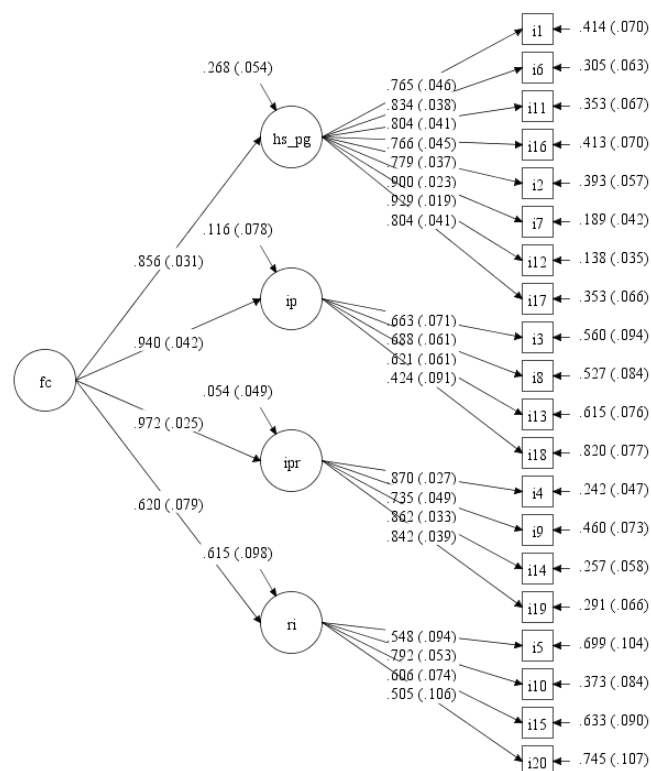 i1 .414 (.070)
i6 .305 (.063)
.268 (.054)
.765 (.046)
.834 (.038)
i11 .353 (.067)
.804 (.041)
hs_pg
.766 (.045)
i16 .413 (.070)
.779 (.037)
i2 .393 (.057)
.900 (.023)
.929 (.019)
.804 (.041)
i7 .189 (.042)
.116 (.078)
i12 .138 (.035)
.856 (.031)
ip
i17 .353 (.066)
.663 (.071)
i3 .560 (.094)
.940 (.042)
.688 (.061)
.621 (.061)
i8 .527 (.084)
.424 (.091)
fc
.054 (.049)
i13 .615 (.076)
.972 (.025)
i18 .820 (.077)
ipr
.870 (.027)
i4 .242 (.047)
.735 (.049)
.620 (.079)
.862 (.033)
i9 .460 (.073)
.842 (.039)
.615 (.098)
i14 .257 (.058)
i19 .291 (.066)
ri
.548 (.094)
i5 .699 (.104)
.792 (.053)
.606 (.074)
i10 .373 (.084)
.505 (.106)
i15 .633 (.090)
i20 .745 (.107)